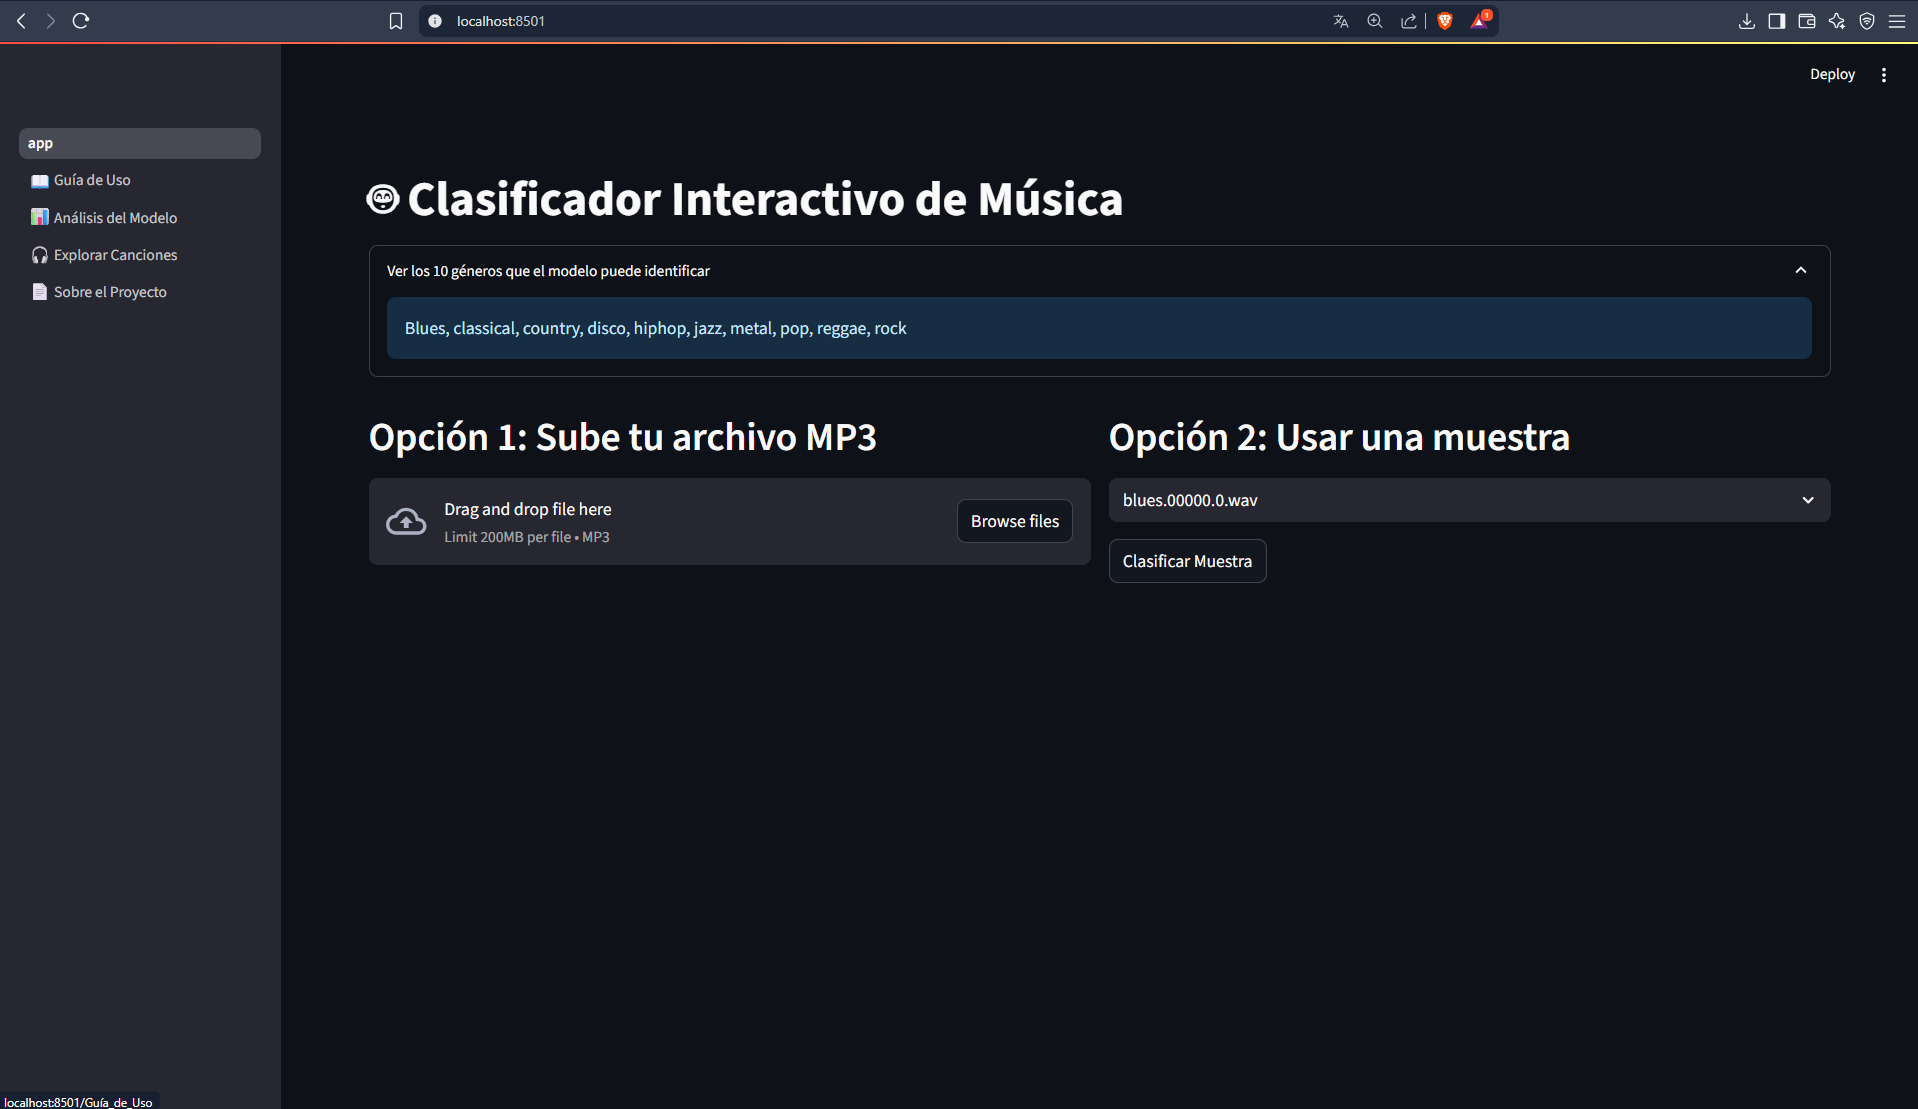 localhost:8501
1
Deploy
app
Guía de Uso
Análisis del Modelo
Explorar Canciones
Sobre el Proyecto
Clasificador Interactivo de Música
Ver los 10 géneros que el modelo puede identificar
Blues, classical, country, disco, hiphop, jazz, metal, pop, reggae, rock
Opción 1: Sube tu archivo MP3
Drag and drop file here
Limit 200MB per file • MP3
Browse files
Opción 2: Usar una muestra
blues.00000.0.wav
Clasificar Muestra
localhost:8501/Guía_de_Uso